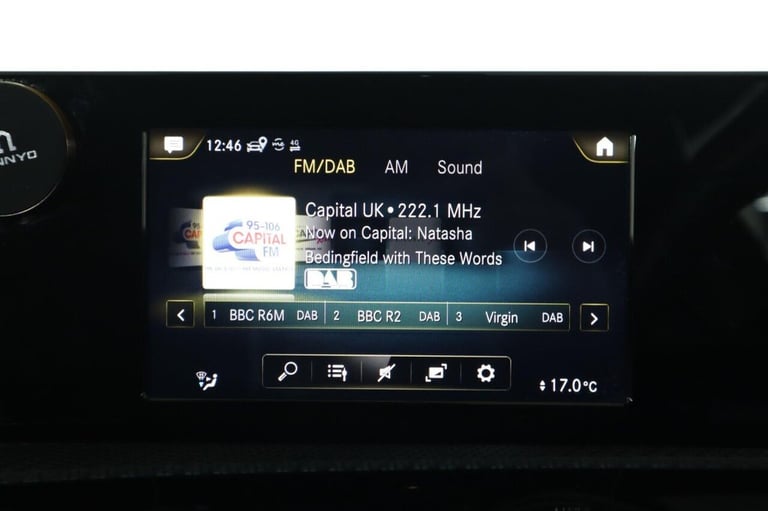 12:46 4G
FM/DAB AM Sound
Capital UK • 222.1 MHz
Now on Capital: Natasha
Bedingfield with These Words
DAB
95-106
CAPITAL
FM
1 BBC R6M DAB 2 BBC R2 DAB 3 Virgin DAB
17.0°C